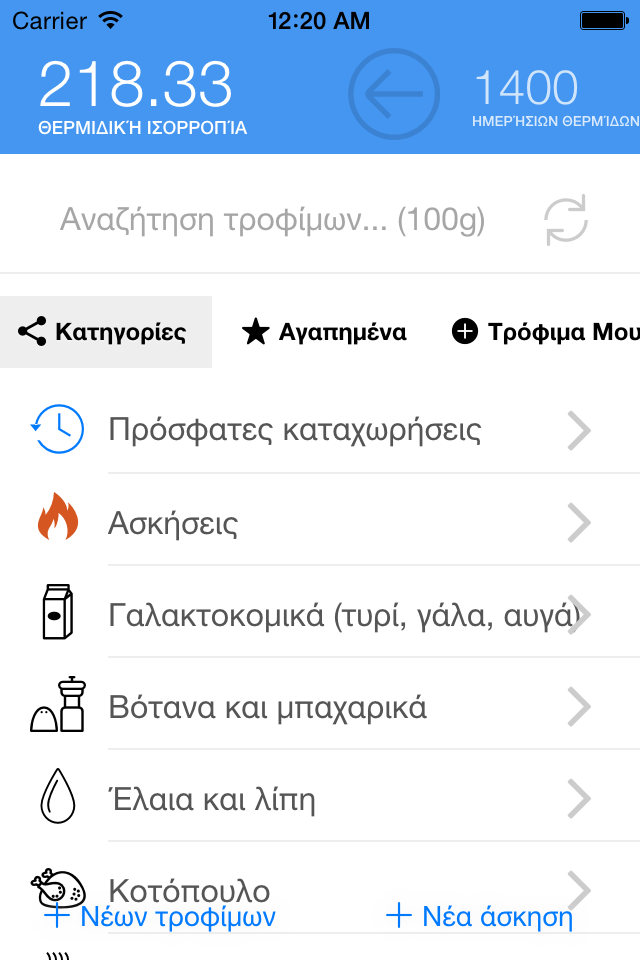 Carrier 12:20 AM
218.33
ΘΕΡΜΙΔΙΚΉ ΙΣΟΡΡΟΠΊΑ
1400
ΗΜΕΡΉΣΙΩΝ ΘΕΡΜΊΔΩΝ
Αναζήτηση τροφίμων... (100g)
Κατηγορίες Αγαπημένα Τρόφιμα Μου
Πρόσφατες καταχωρήσεις
Ασκήσεις
Γαλακτοκομικά (τυρί, γάλα, αυγά)
Βότανα και μπαχαρικά
Έλαια και λίπη
Κοτόπουλο
+ Νέων τροφίμων + Νέα άσκηση